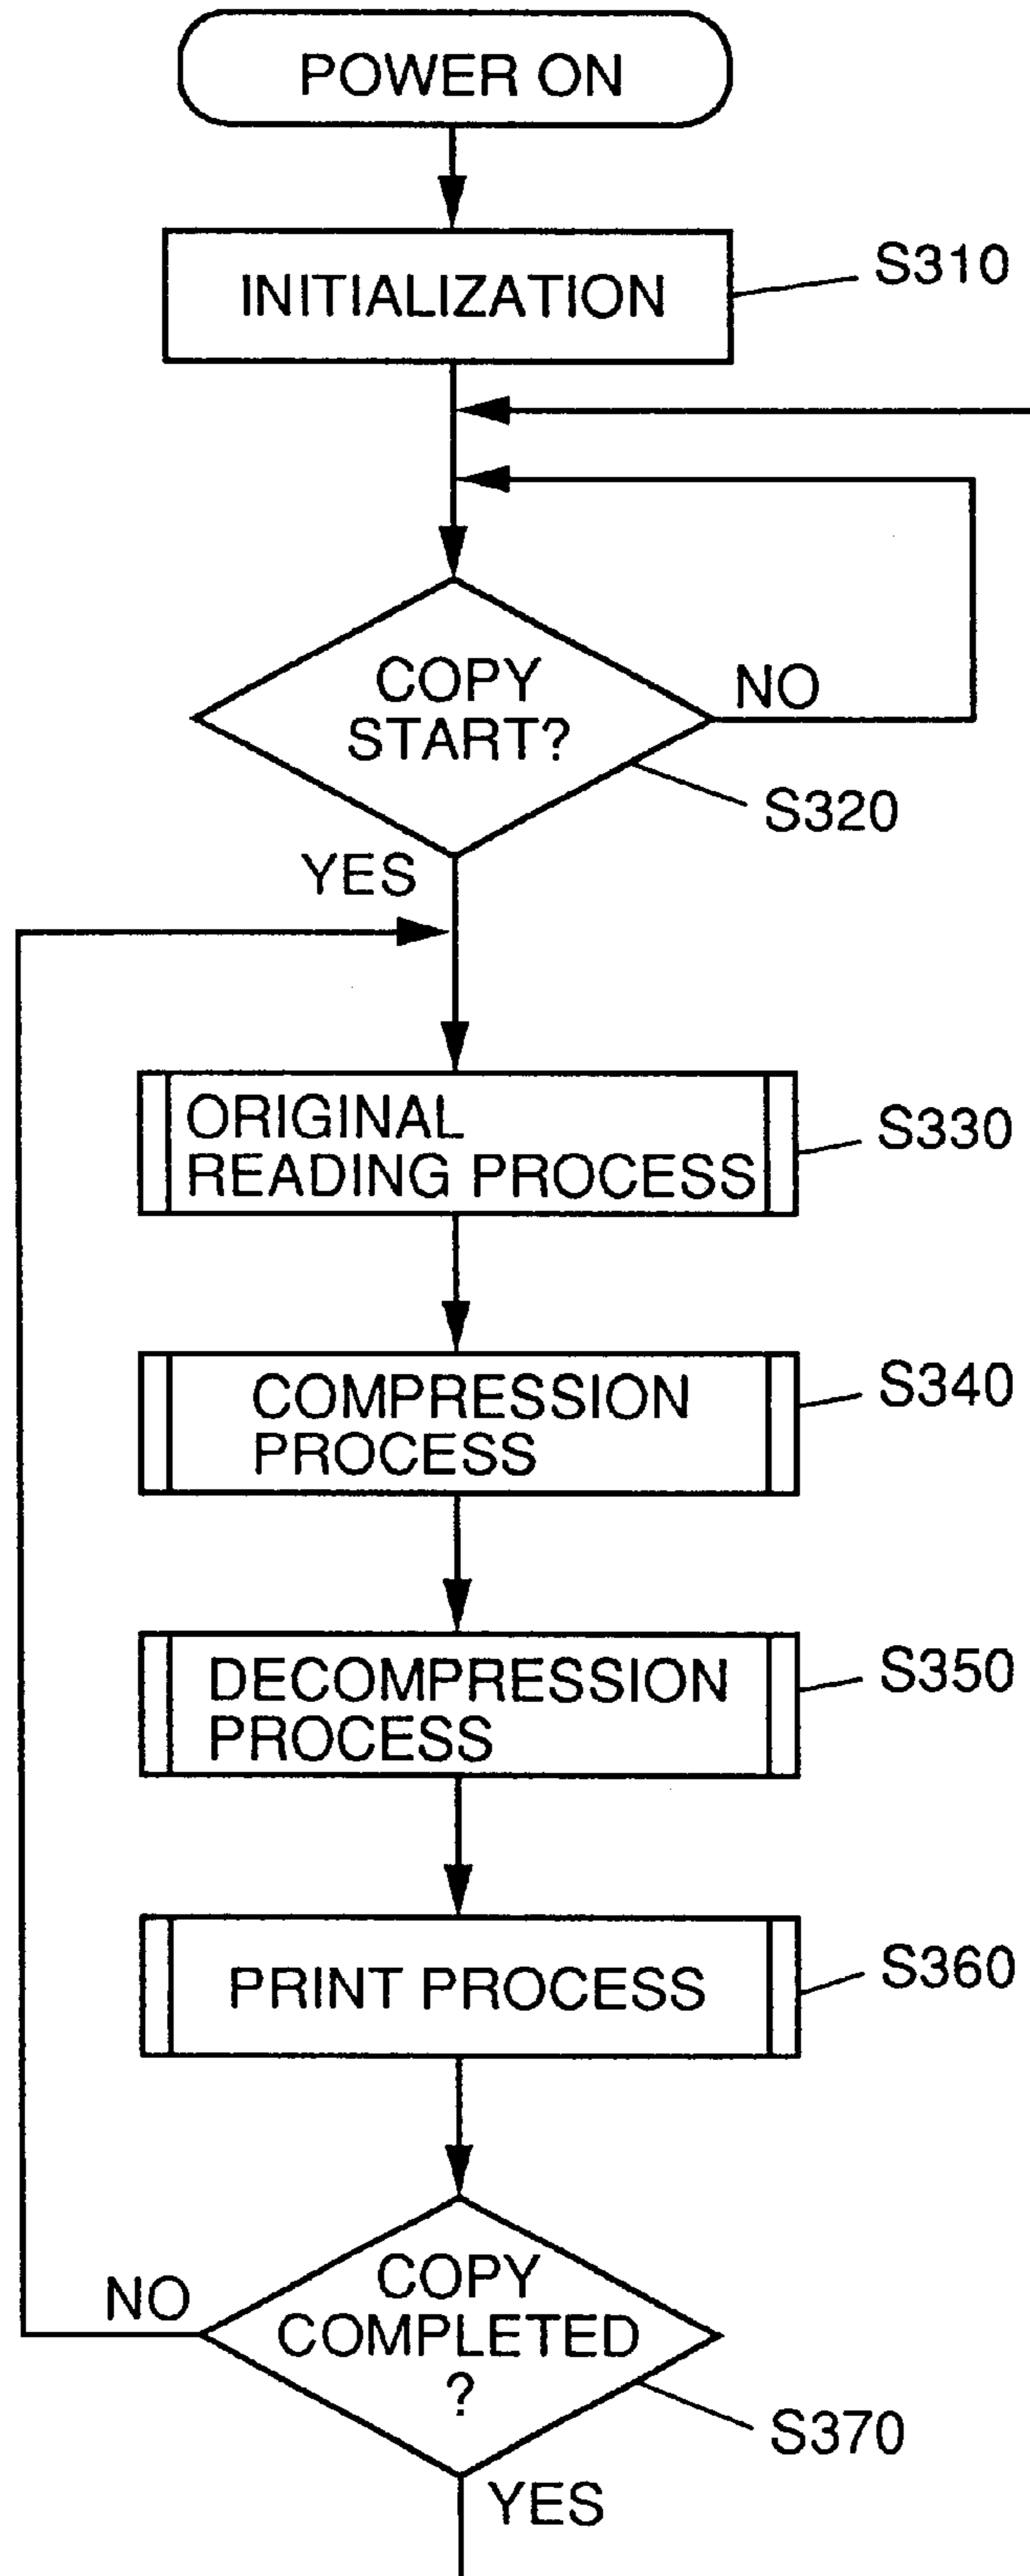 POWER ON
INITIALIZATION
S310
COPY
START?
NO
S320
YES
ORIGINAL
READING PROCESS
S330
COMPRESSION
PROCESS
S340
DECOMPRESSION
PROCESS
S350
PRINT PROCESS
S360
COPY
COMPLETED
?
NO
S370
YES